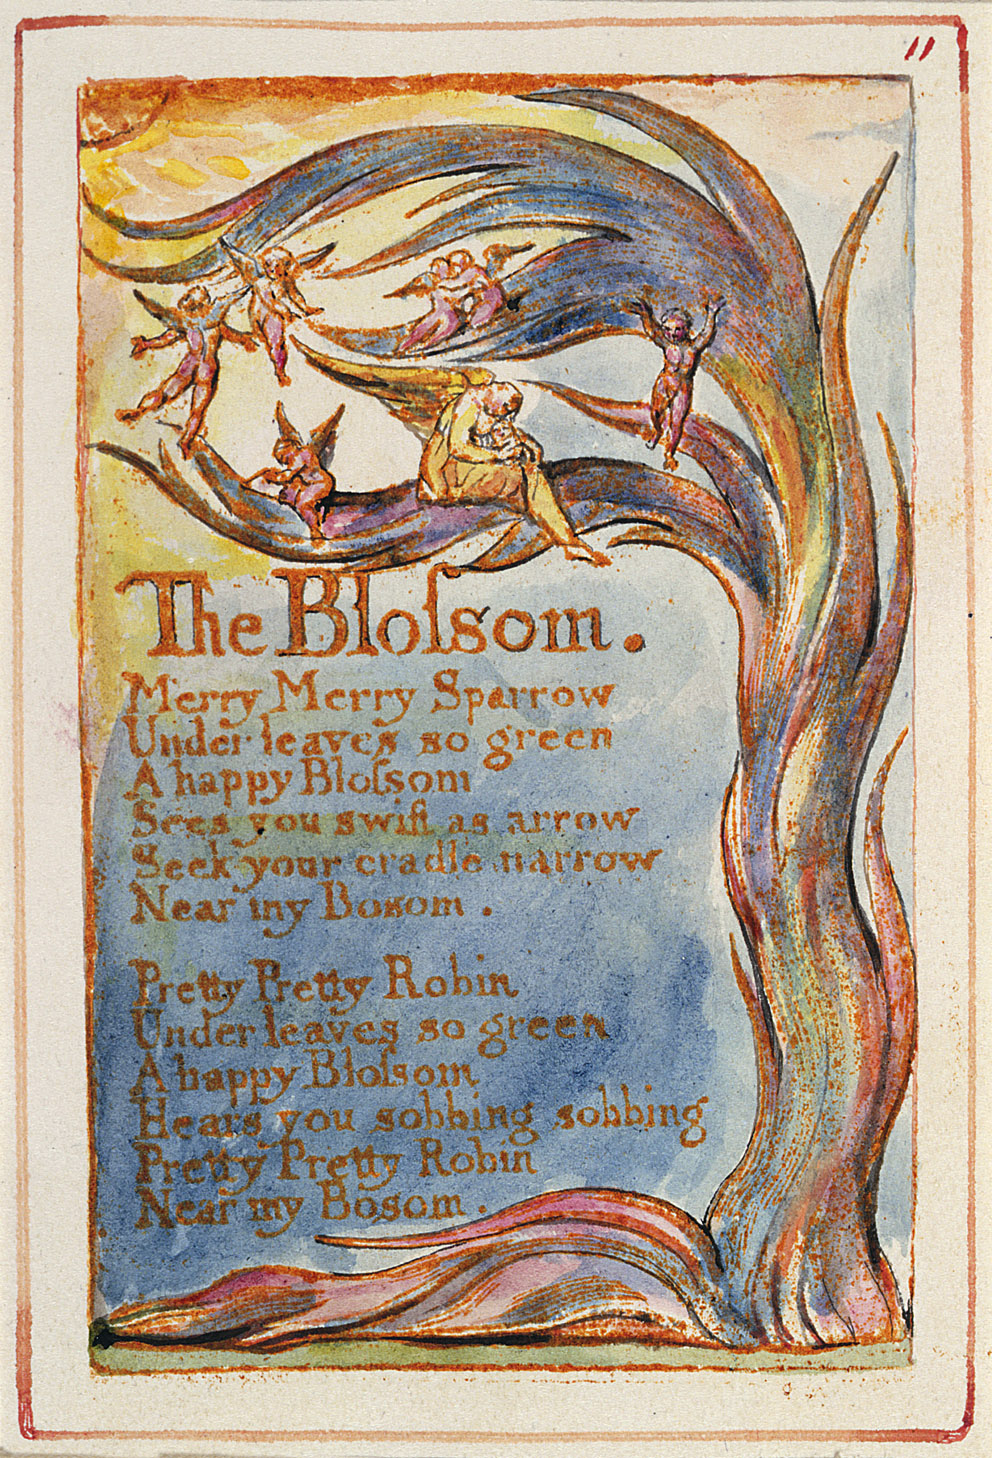 11
The Bloſsom.
Merry Merry Sparrow
Under leaves so green
A happy Bloſsom
Sees you swift as arrow
Seek your cradle narrow
Near my Bosom.
Pretty Pretty Robin
Under leaves so green
A happy Bloſsom
Hears you sobbing sobbing
Pretty Pretty Robin
Near my Bosom.